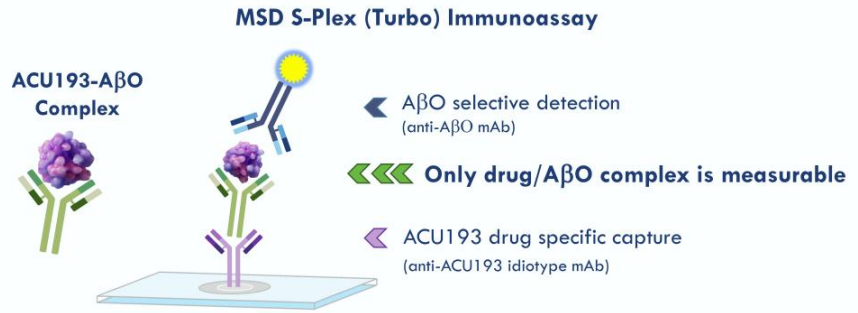 MSD S-Plex (Turbo) Immunoassay
ACU193-AβO
Complex
AβO selective detection
(anti-AβO mAb)
Only drug/AβO complex is measurable
ACU193 drug specific capture
(anti-ACU193 idiotype mAb)